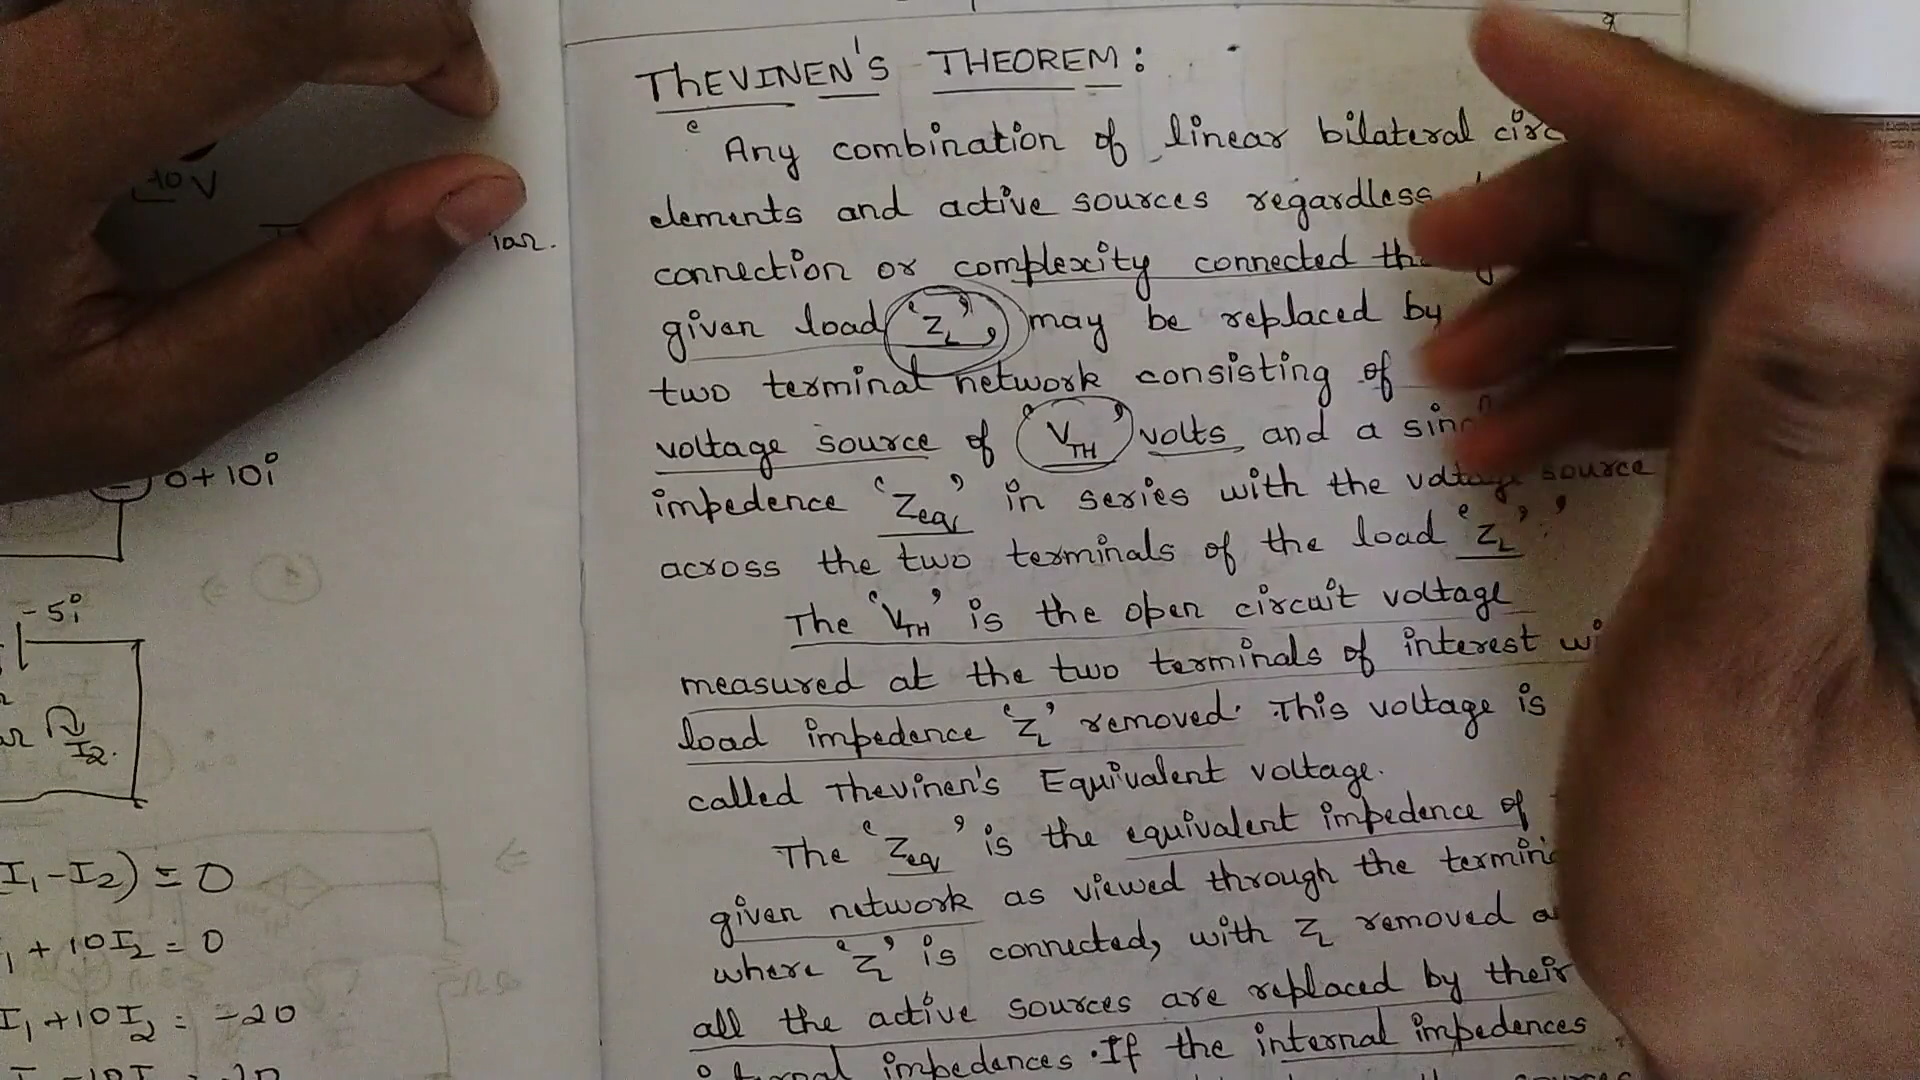 10V
iar.
0+10i
-5i
I2.
I1-I2) = 0
1 + 10I2 = 0
I1 +10I2 = -20
THEVINEN'S THEOREM:
'Any combination of linear bilateral circ
elements and active sources regardless
connection or complexity connected
given load 'ZL', may be replaced by
two terminal network consisting of
voltage source of 'VTH' volts and a
impedence 'Zeq' in series with the voltage source
across the two terminals of the load 'ZL' '
The 'VTH' is the open circuit voltage
measured at the two terminals of interest
load impedence 'ZL' removed. This voltage is
called Thevinen's Equivalent voltage.
The 'Zeq' is the equivalent impedence of
given network as viewed through the
where 'ZL' is connected, with ZL removed
all the active sources are replaced by their
impedances. If the internal impedences